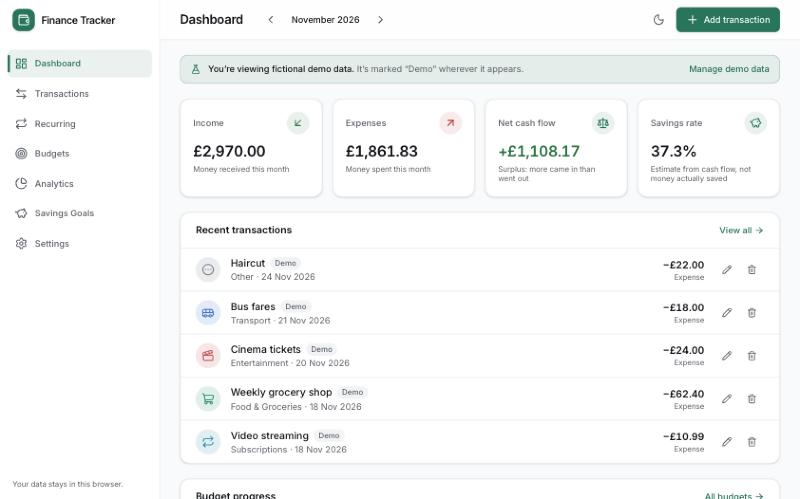 Finance Tracker
Dashboard
Transactions
Recurring
Budgets
Analytics
Savings Goals
Settings
Your data stays in this browser.
Dashboard
November 2026
Add transaction
You're viewing fictional demo data. It's marked "Demo" wherever it appears.
Manage demo data
Income
£2,970.00
Money received this month
Expenses
£1,861.83
Money spent this month
Net cash flow
+£1,108.17
Surplus: more came in than
went out
Savings rate
37.3%
Estimate from cash flow, not
money actually saved
Recent transactions
View all →
Haircut Demo
Other · 24 Nov 2026
−£22.00
Expense
Bus fares Demo
Transport · 21 Nov 2026
−£18.00
Expense
Cinema tickets Demo
Entertainment · 20 Nov 2026
−£24.00
Expense
Weekly grocery shop Demo
Food & Groceries · 18 Nov 2026
−£62.40
Expense
Video streaming Demo
Subscriptions · 18 Nov 2026
−£10.99
Expense
Budget progress
All budgets →